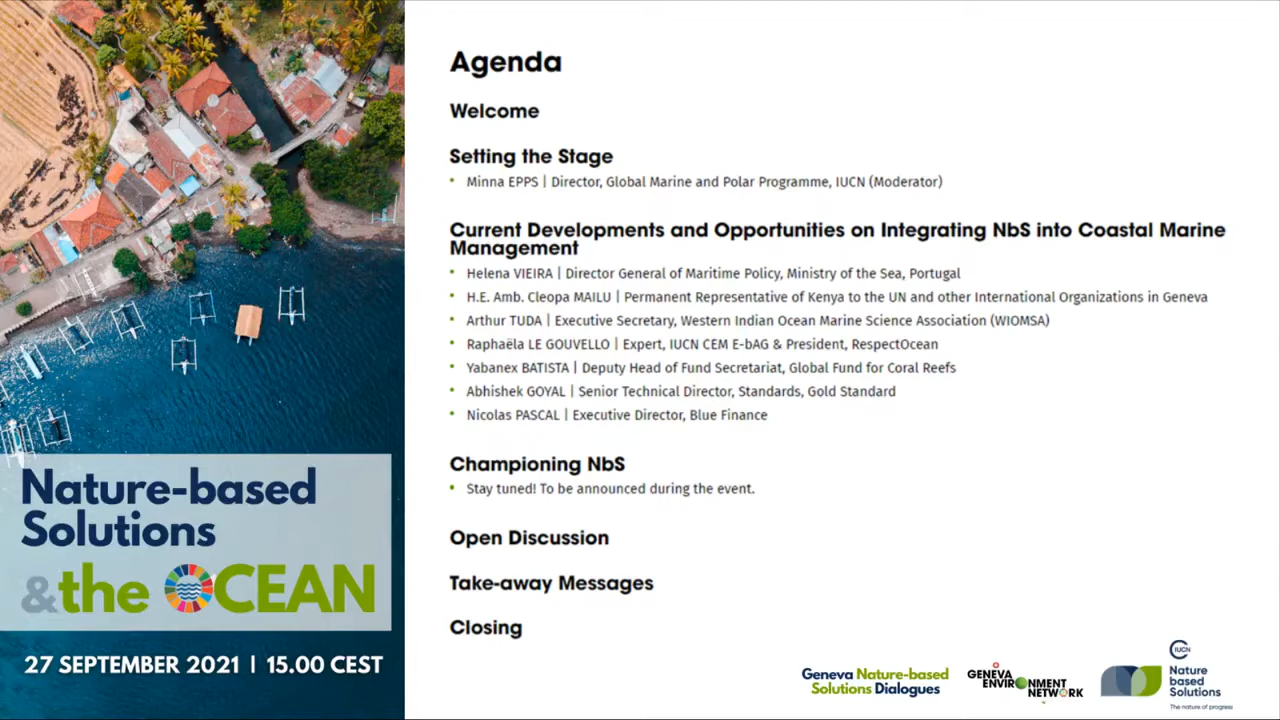 Agenda
Welcome
Setting the Stage
• Minna EPPS | Director, Global Marine and Polar Programme, IUCN (Moderator)
Current Developments and Opportunities on Integrating NbS into Coastal Marine
Management
• Helena VIEIRA | Director General of Maritime Policy, Ministry of the Sea, Portugal
• H.E. Amb. Cleopa MAILU | Permanent Representative of Kenya to the UN and other International Organizations in Geneva
• Arthur TUDA | Executive Secretary, Western Indian Ocean Marine Science Association (WIOMSA)
• Raphaëla LE GOUVELLO | Expert, IUCN CEM E-bAG & President, RespectOcean
• Yabanex BATISTA | Deputy Head of Fund Secretariat, Global Fund for Coral Reefs
• Abhishek GOYAL | Senior Technical Director, Standards, Gold Standard
• Nicolas PASCAL | Executive Director, Blue Finance
Championing NbS
• Stay tuned! To be announced during the event.
Open Discussion
Take-away Messages
Closing
Nature-based
Solutions
&the OCEAN
27 SEPTEMBER 2021 | 15.00 CEST
Geneva Nature-based
Solutions Dialogues
GENEVA
ENVIRONMENT
NETWORK
IUCN
Nature
based
Solutions
The nature of progress